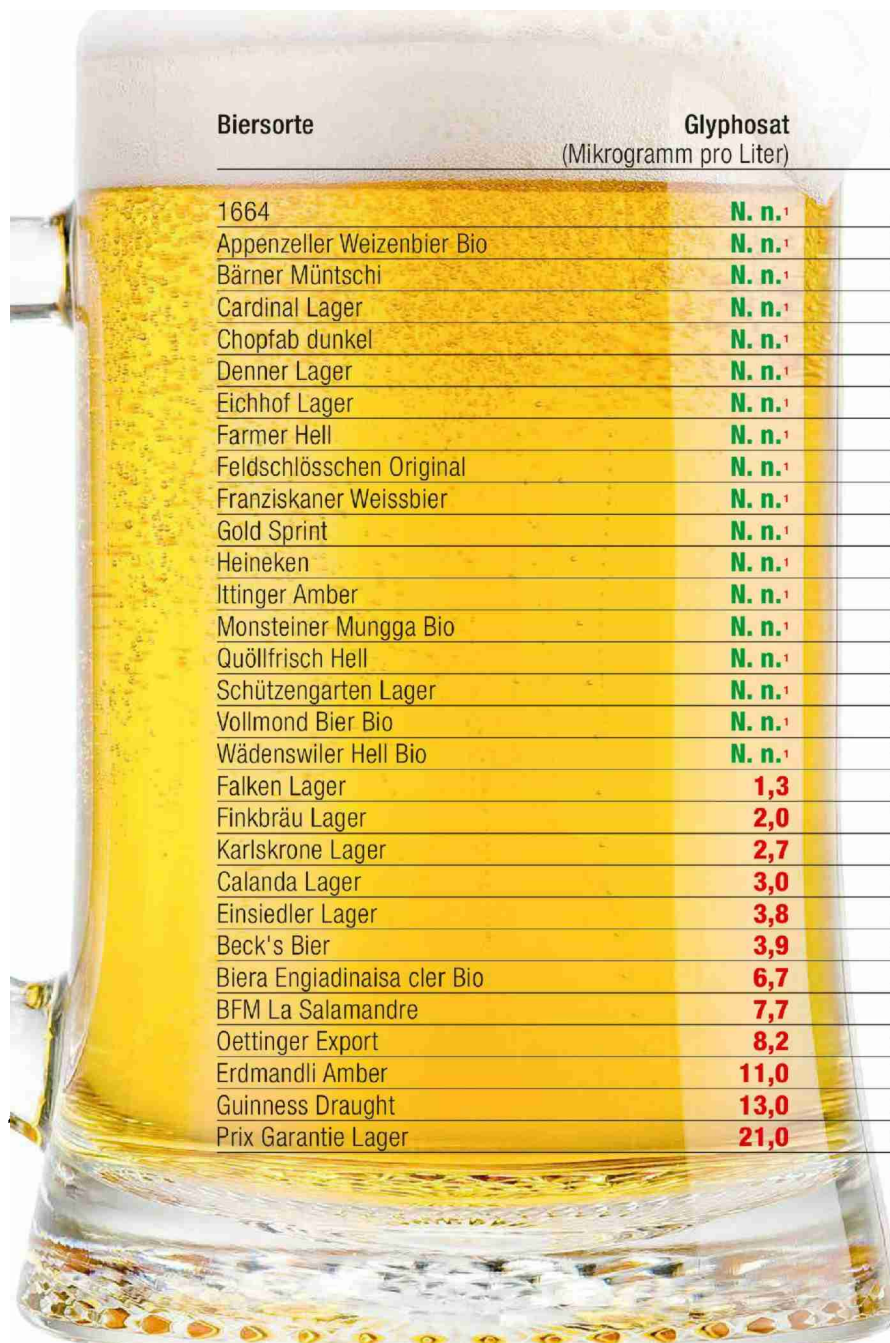 Biersorte Glyphosat
(Mikrogramm pro Liter)
1664 N. n.¹
Appenzeller Weizenbier Bio N. n.¹
Bärner Müntschi N. n.¹
Cardinal Lager N. n.¹
Chopfab dunkel N. n.¹
Denner Lager N. n.¹
Eichhof Lager N. n.¹
Farmer Hell N. n.¹
Feldschlösschen Original N. n.¹
Franziskaner Weissbier N. n.¹
Gold Sprint N. n.¹
Heineken N. n.¹
Ittinger Amber N. n.¹
Monsteiner Mungga Bio N. n.¹
Quöllfrisch Hell N. n.¹
Schützengarten Lager N. n.¹
Vollmond Bier Bio N. n.¹
Wädenswiler Hell Bio N. n.¹
Falken Lager 1,3
Finkbräu Lager 2,0
Karlskrone Lager 2,7
Calanda Lager 3,0
Einsiedler Lager 3,8
Beck's Bier 3,9
Biera Engiadinaisa cler Bio 6,7
BFM La Salamandre 7,7
Oettinger Export 8,2
Erdmandli Amber 11,0
Guinness Draught 13,0
Prix Garantie Lager 21,0